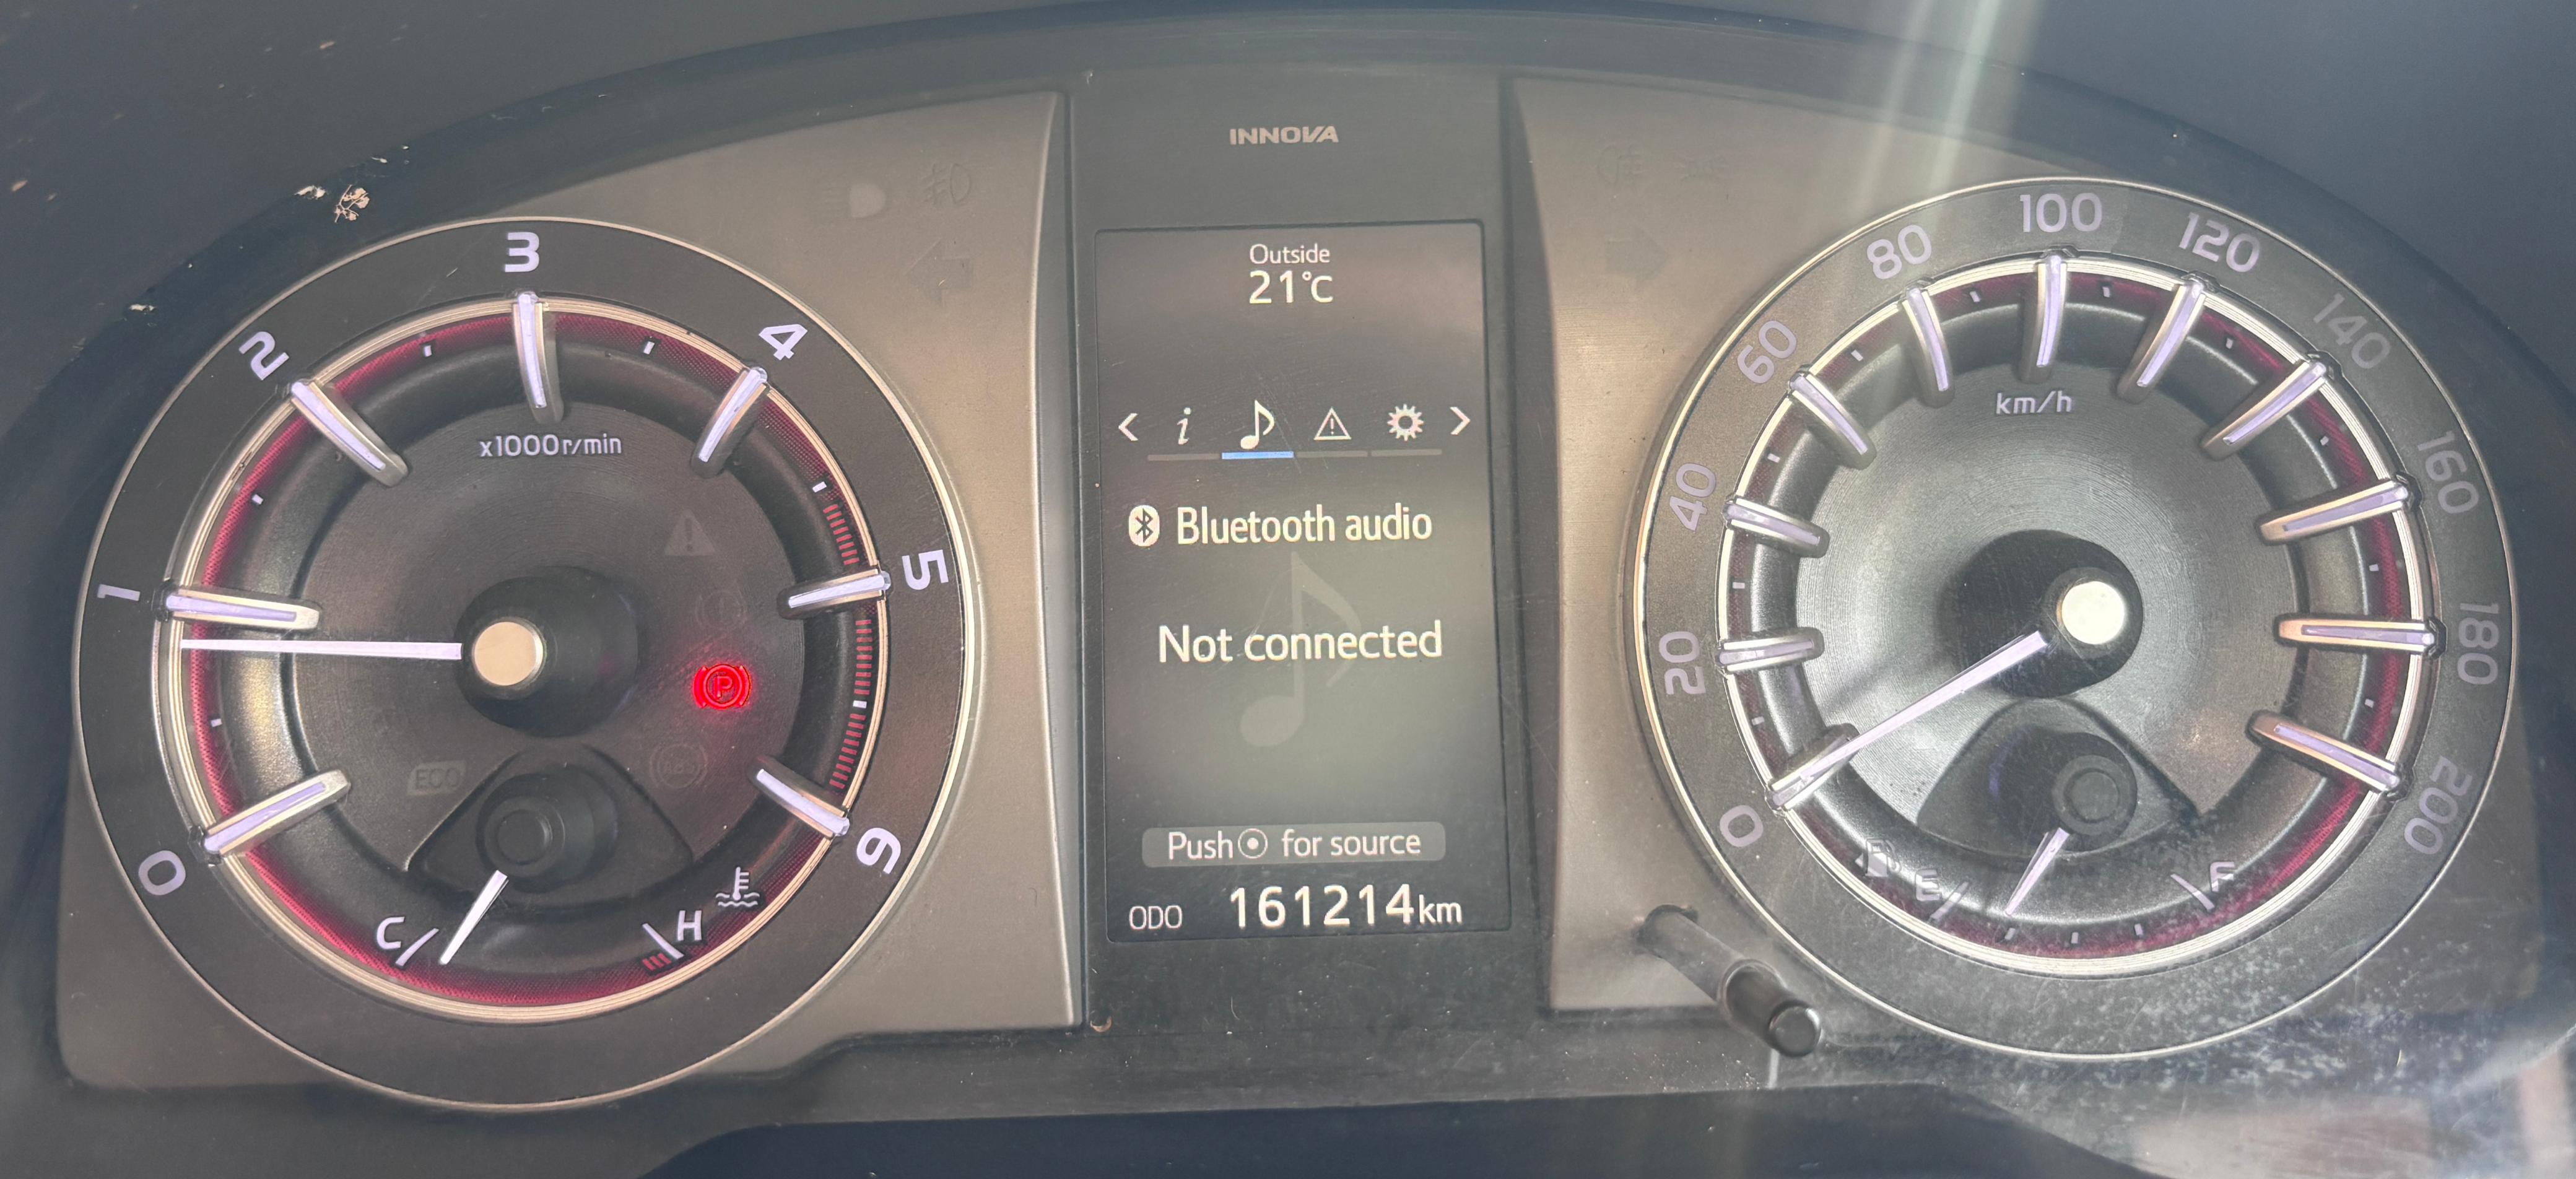 INNOVA
0
1
2
3
4
5
6
x1000r/min
ECO
ABS
P
C
H
Outside
21°C
Bluetooth audio
Not connected
Push for source
ODO 161214km
0
20
40
60
80
100
120
140
160
180
200
km/h
E
F